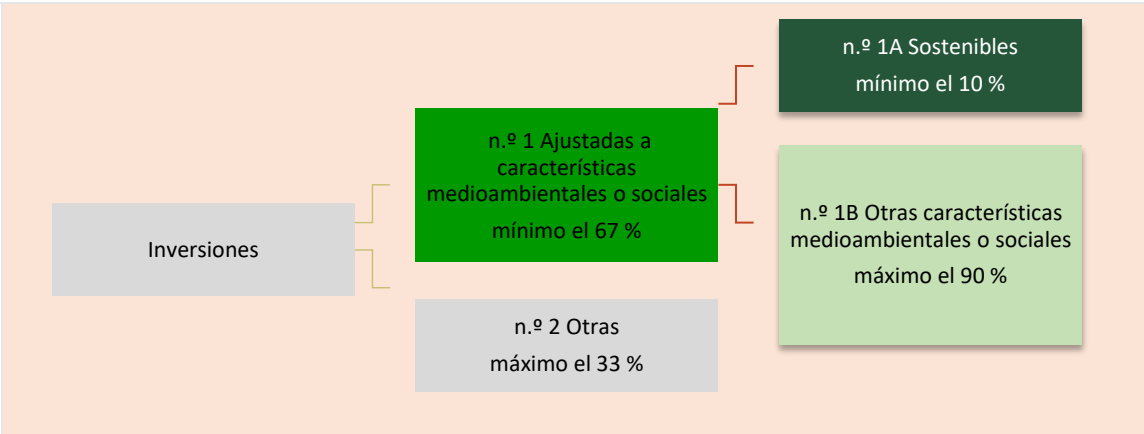 Inversiones
n.º 1 Ajustadas a
características
medioambientales o sociales
mínimo el 67 %
n.º 2 Otras
máximo el 33 %
n.º 1A Sostenibles
mínimo el 10 %
n.º 1B Otras características
medioambientales o sociales
máximo el 90 %